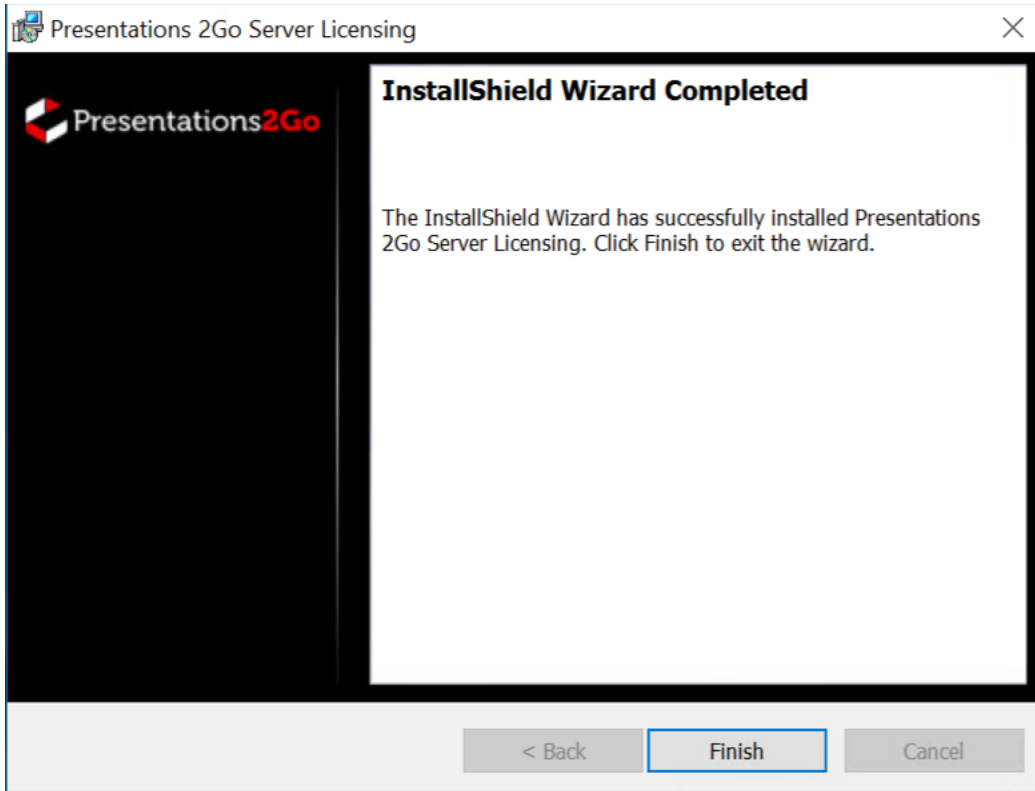 Presentations 2Go Server Licensing
Presentations2Go
InstallShield Wizard Completed
The InstallShield Wizard has successfully installed Presentations
2Go Server Licensing. Click Finish to exit the wizard.
< Back
Finish
Cancel